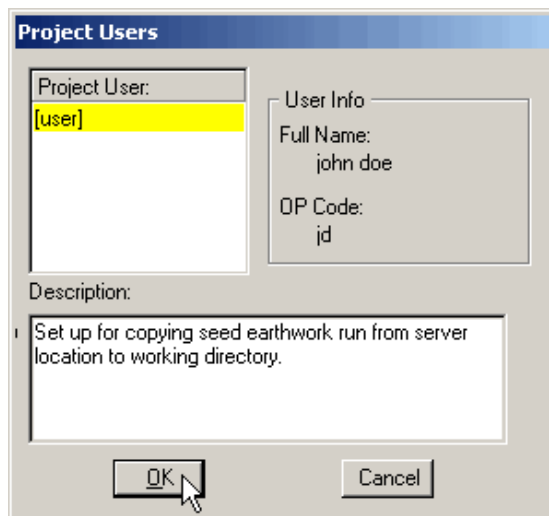 Project Users
Project User:
[user]
User Info
Full Name:
john doe
OP Code:
jd
Description:
Set up for copying seed earthwork run from server
location to working directory.
OK
Cancel